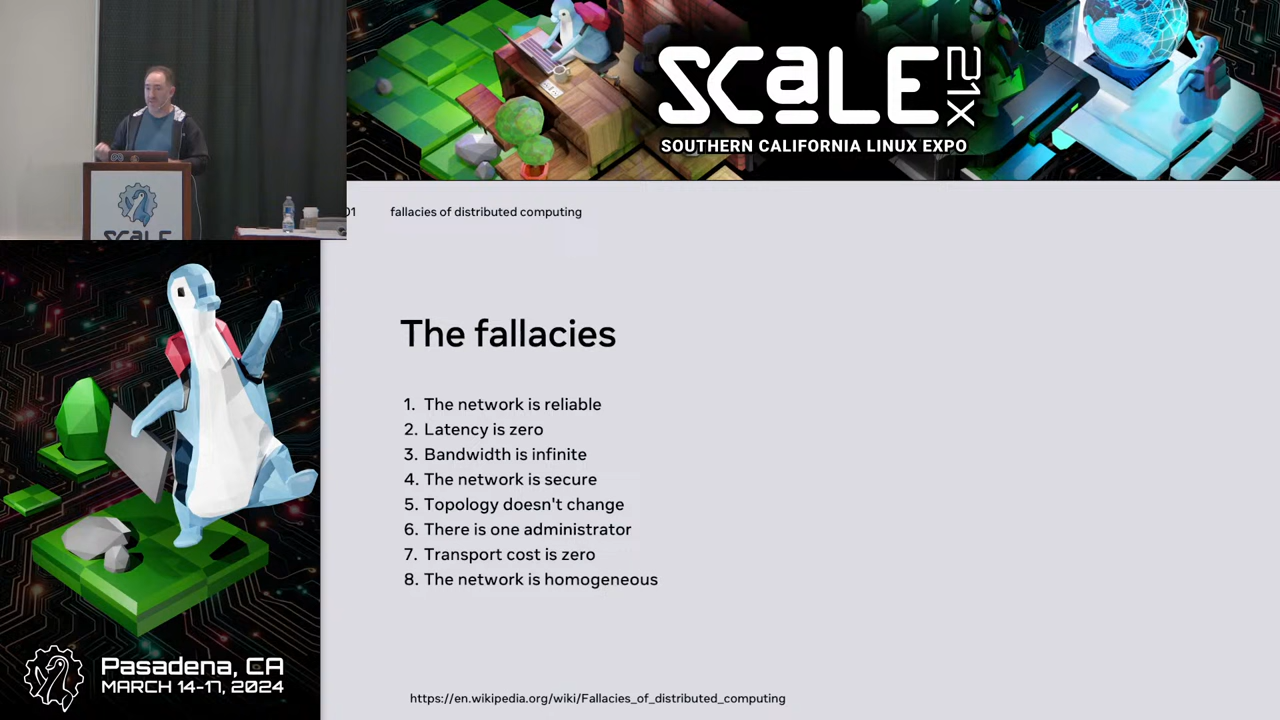 SCALE 21X
SOUTHERN CALIFORNIA LINUX EXPO
SCALE
01 fallacies of distributed computing
The fallacies
1. The network is reliable
2. Latency is zero
3. Bandwidth is infinite
4. The network is secure
5. Topology doesn't change
6. There is one administrator
7. Transport cost is zero
8. The network is homogeneous
https://en.wikipedia.org/wiki/Fallacies_of_distributed_computing
Pasadena, CA
MARCH 14-17, 2024